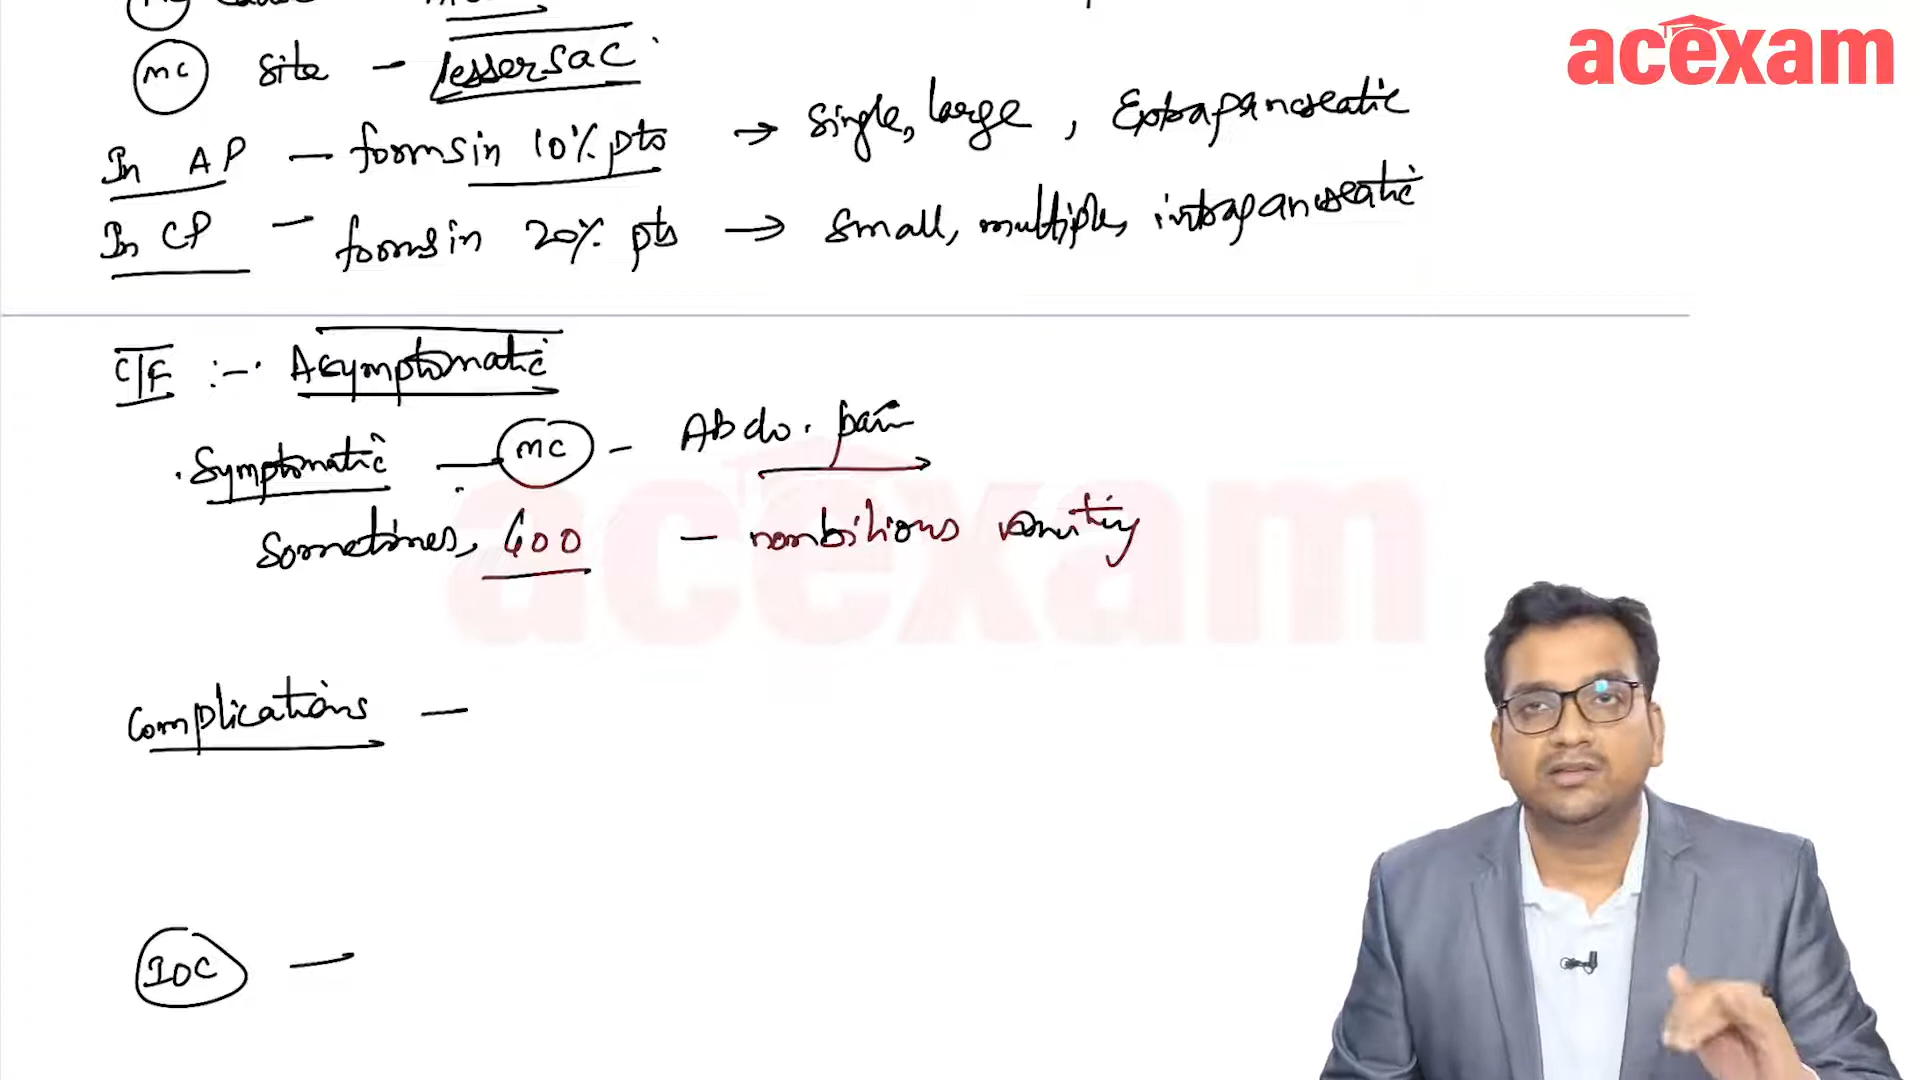 acexam
MC site - lesser sac
In AP - forms in 10% pts → single, large, Extrapancreatic
In CP - forms in 20% pts → small, multiple, intrapancreatic
C/F :- Asymptomatic
Symptomatic - MC - Abdo. pain
Sometimes, GOO - nonbilious vomiting
acexam
Complications -
IOC -